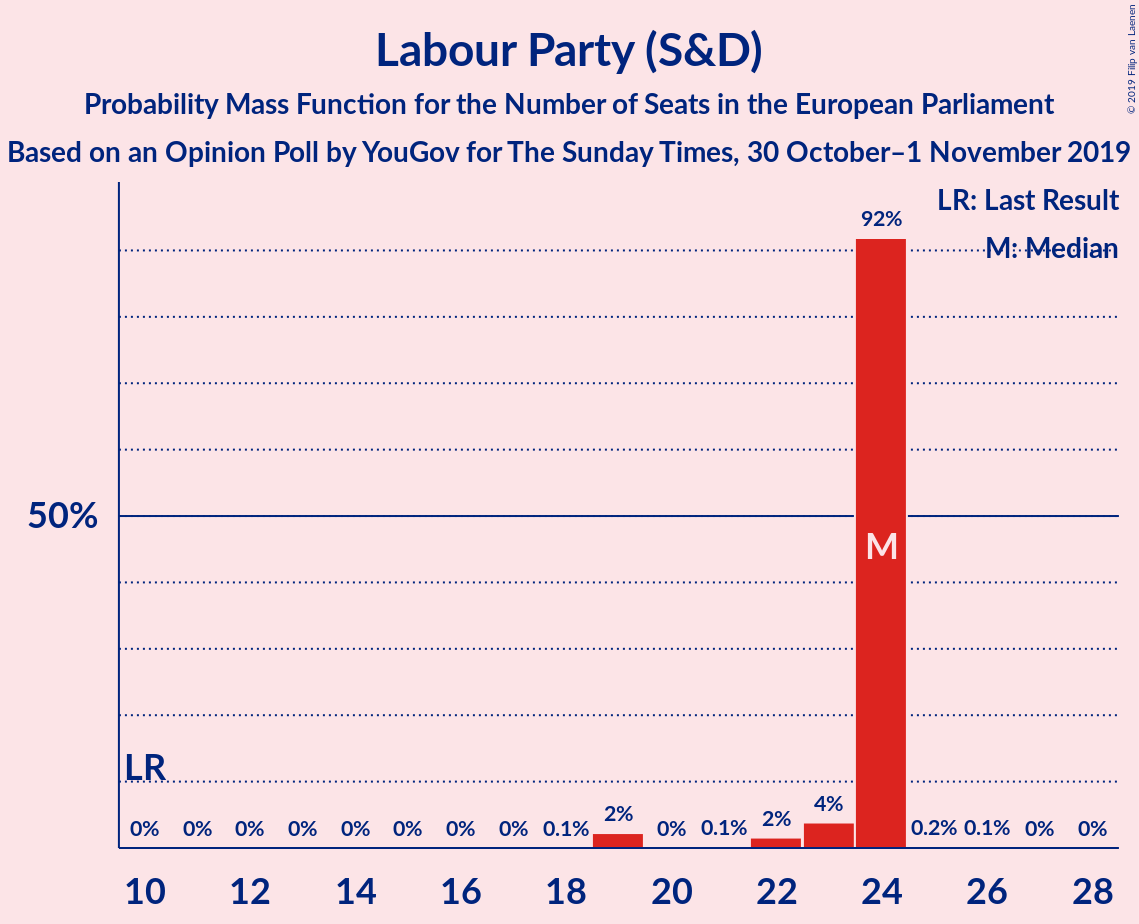 Labour Party (S&D)
Probability Mass Function for the Number of Seats in the European Parliament
Based on an Opinion Poll by YouGov for The Sunday Times, 30 October–1 November 2019
© 2019 Filip van Laenen
LR: Last Result
M: Median
92%
50%
M
LR
0% 0% 0% 0% 0% 0% 0% 0% 0.1% 2% 0% 0.1% 2% 4% 0.2% 0.1% 0% 0%
10 12 14 16 18 20 22 24 26 28